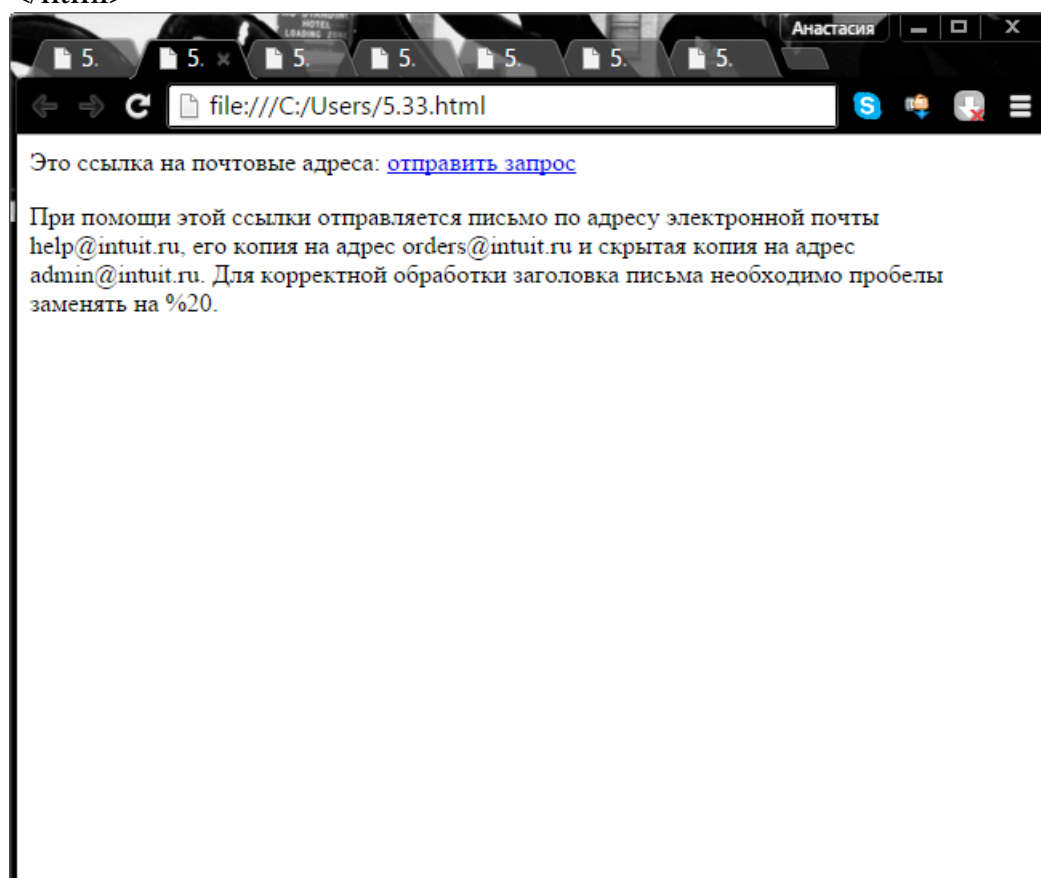 </html>
HOTEL
LOADING ZONE
Анастасия
5.
5.
5.
5.
5.
5.
5.
file:///C:/Users/5.33.html
Это ссылка на почтовые адреса: отправить запрос
При помощи этой ссылки отправляется письмо по адресу электронной почты
help@intuit.ru, его копия на адрес orders@intuit.ru и скрытая копия на адрес
admin@intuit.ru. Для корректной обработки заголовка письма необходимо пробелы
заменять на %20.